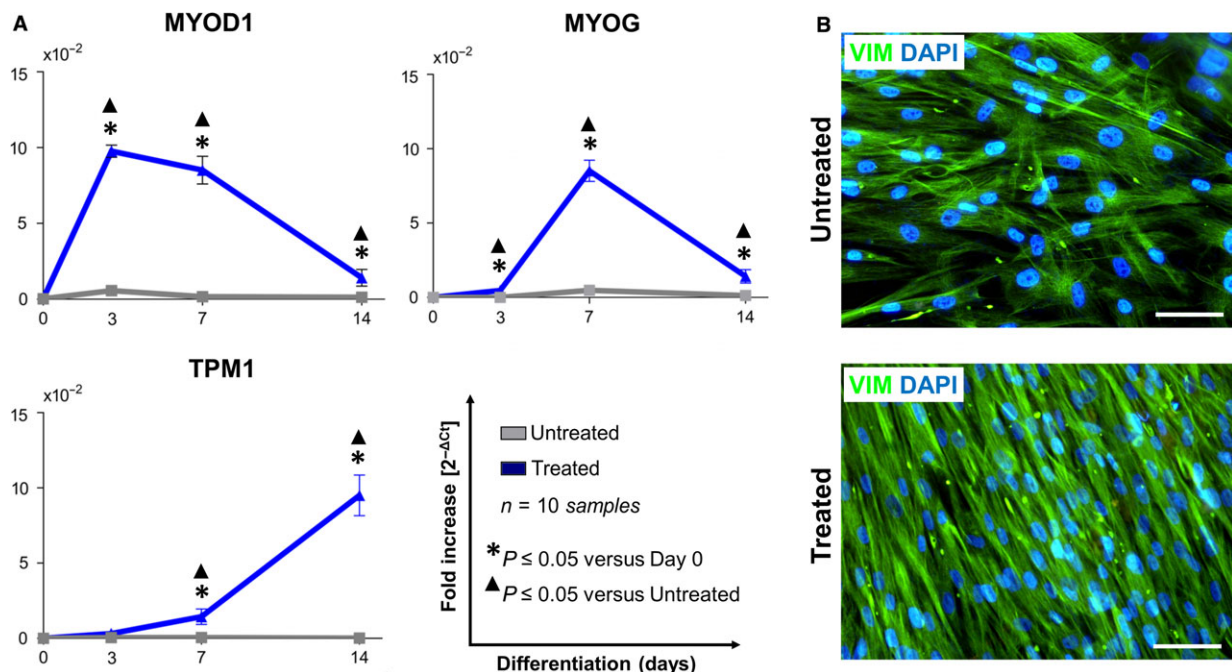 A
MYOD1
x10⁻²
15
10
5
0
0 3 7 14
▲
*
▲
*
▲
*
MYOG
x10⁻²
15
10
5
0
0 3 7 14
▲
*
▲
*
▲
*
TPM1
x10⁻²
15
10
5
0
0 3 7 14
▲
*
▲
*
Fold increase [2⁻ΔCt]
Untreated
Treated
n = 10 samples
*P ≤ 0.05 versus Day 0
▲P ≤ 0.05 versus Untreated
Differentiation (days)
B
Untreated
VIM DAPI
Treated
VIM DAPI